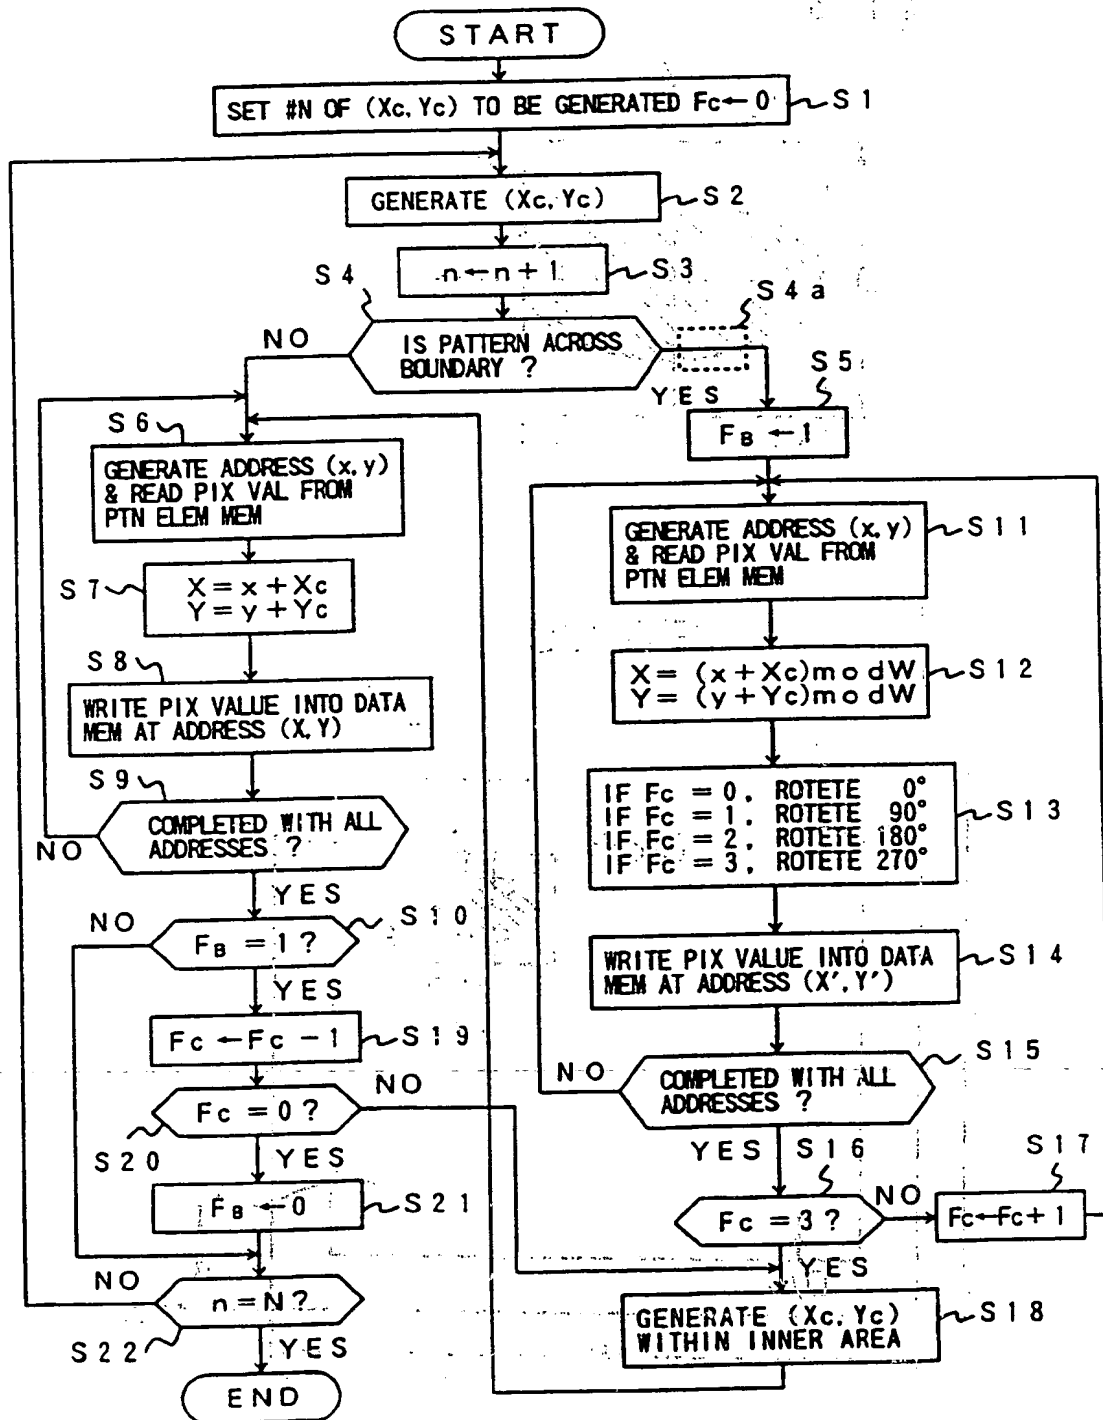 START
SET #N OF (Xc, Yc) TO BE GENERATED Fc←0
S1
GENERATE (Xc, Yc)
S2
n←n+1
S3
S4
IS PATTERN ACROSS
BOUNDARY ?
NO
YES
S4a
S5
FB ←1
S6
GENERATE ADDRESS (x, y)
& READ PIX VAL FROM
PTN ELEM MEM
S7
X = x + Xc
Y = y + Yc
S8
WRITE PIX VALUE INTO DATA
MEM AT ADDRESS (X, Y)
S9
COMPLETED WITH ALL
ADDRESSES ?
NO
YES
S10
FB = 1 ?
NO
YES
Fc ←Fc −1
S19
Fc = 0 ?
NO
S20
YES
FB ←0
S21
n = N ?
NO
S22
YES
END
GENERATE ADDRESS (x, y)
& READ PIX VAL FROM
PTN ELEM MEM
S11
X = (x + Xc) mod W
Y = (y + Yc) mod W
S12
IF Fc = 0, ROTETE 0°
IF Fc = 1, ROTETE 90°
IF Fc = 2, ROTETE 180°
IF Fc = 3, ROTETE 270°
S13
WRITE PIX VALUE INTO DATA
MEM AT ADDRESS (X′, Y′)
S14
COMPLETED WITH ALL
ADDRESSES ?
S15
NO
YES
S16
Fc = 3 ?
NO
S17
Fc←Fc+1
YES
GENERATE (Xc, Yc)
WITHIN INNER AREA
S18